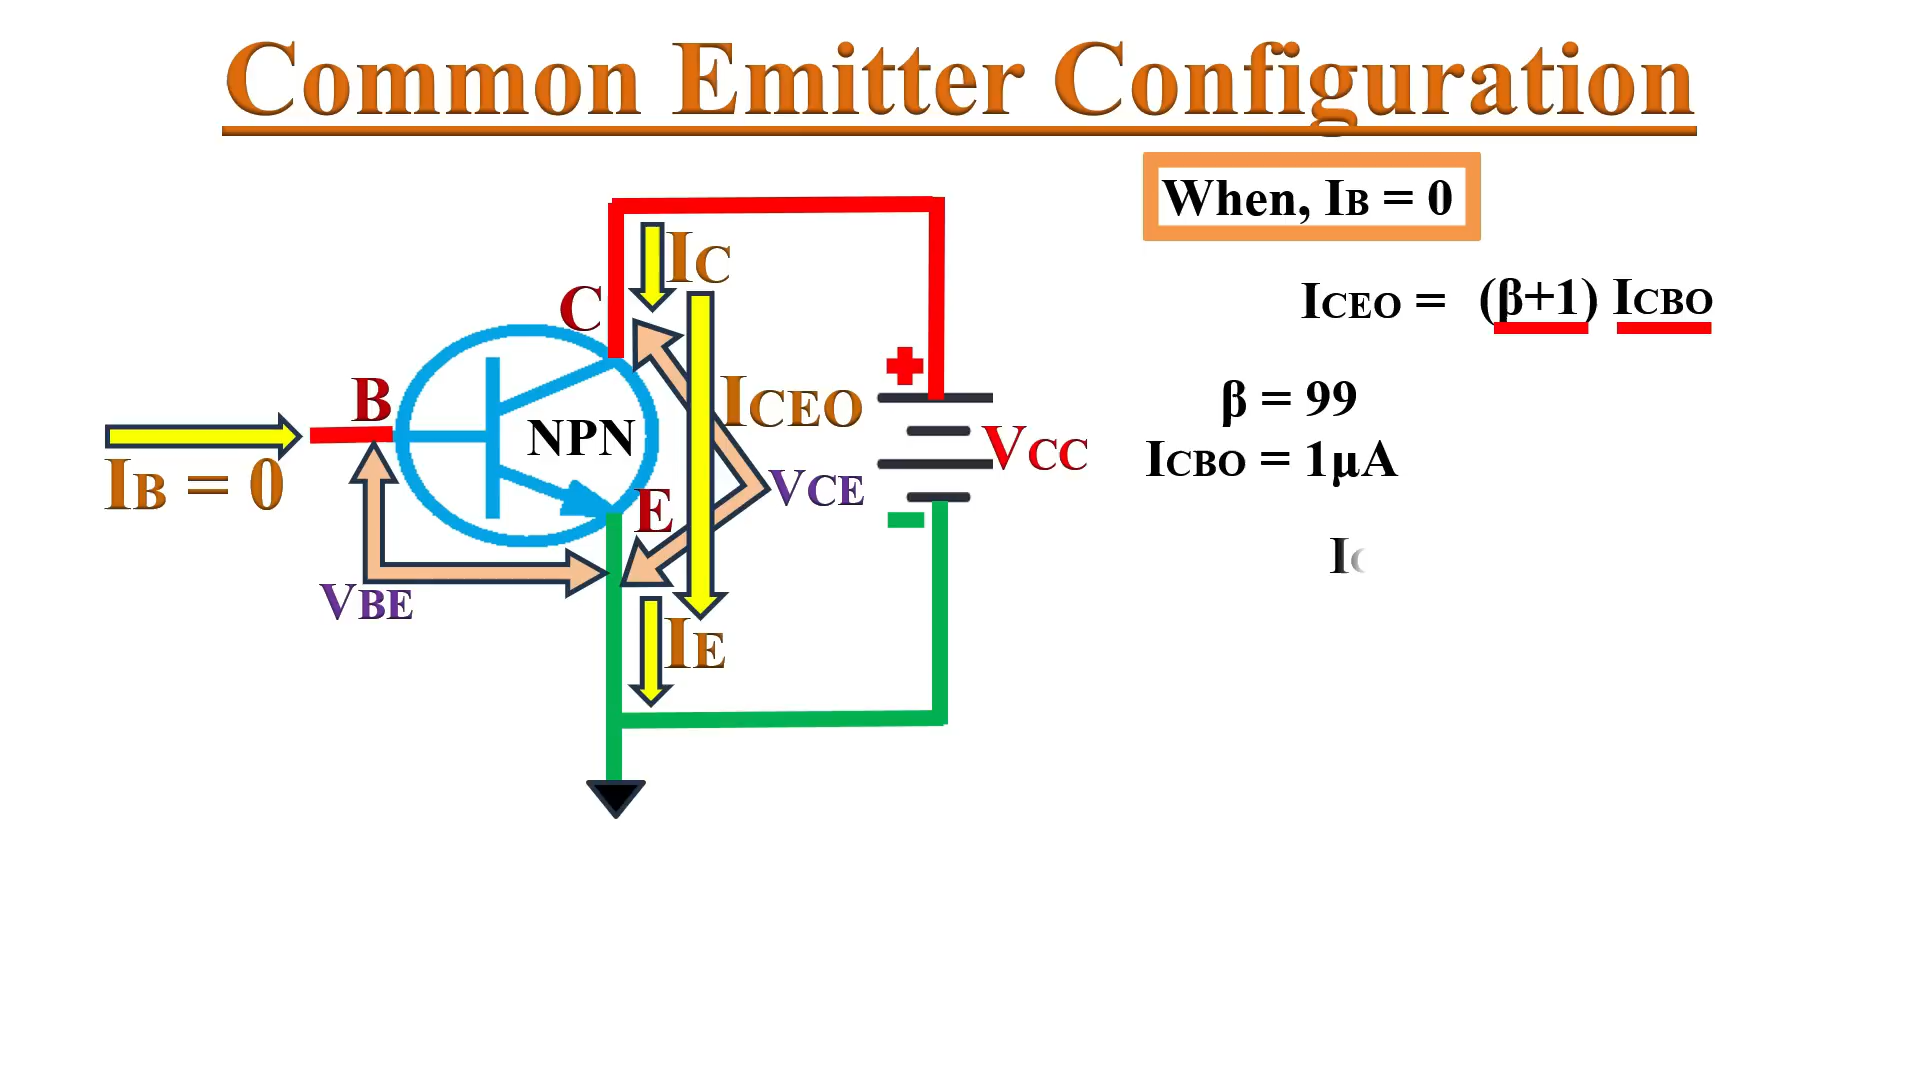 Common Emitter Configuration
When, IB = 0
IC
ICEO = (β+1) ICBO
C
B
ICEO
β = 99
NPN
VCC
ICBO = 1μA
IB = 0
VCE
E
I
VBE
IE